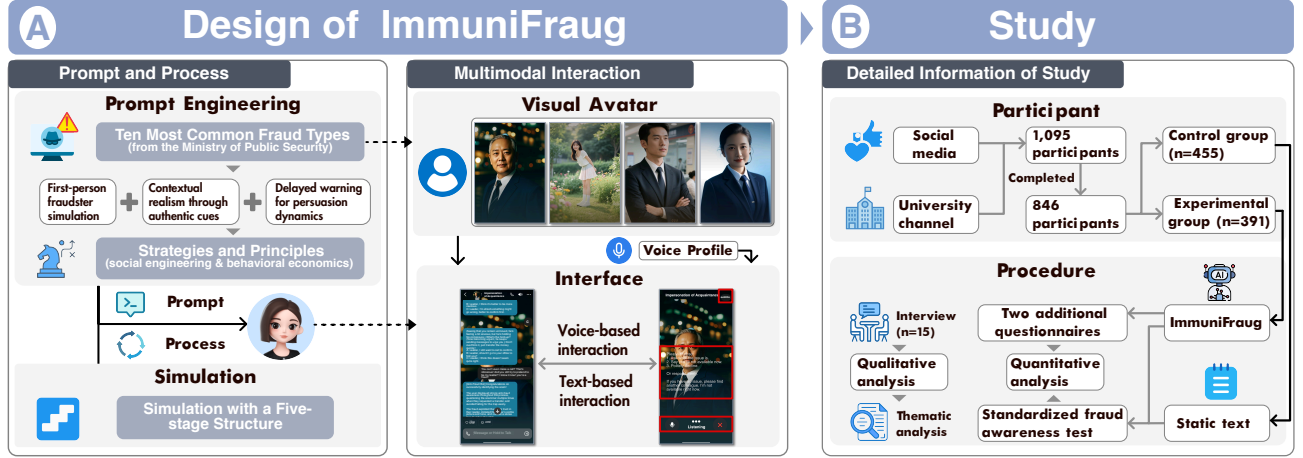 A
Design of ImmuniFraug
Prompt and Process
Prompt Engineering
Ten Most Common Fraud Types
(from the Ministry of Public Security)
First-person
fraudster
simulation
Contextual
realism through
authentic cues
Delayed warning
for persuasion
dynamics
Strategies and Principles
(social engineering & behavioral economics)
Prompt
Process
Simulation
Simulation with a Five-
stage Structure
Multimodal Interaction
Visual Avatar
Voice Profile
Interface
Voice-based
interaction
Text-based
interaction
Listening
B
Study
Detailed Information of Study
Participant
Social
media
University
channel
1,095
participants
Completed
846
participants
Control group
(n=455)
Experimental
group (n=391)
Procedure
AI
Interview
(n=15)
Qualitative
analysis
Thematic
analysis
Two additional
questionnaires
Quantitative
analysis
Standardized fraud
awareness test
ImmuniFraug
Static text